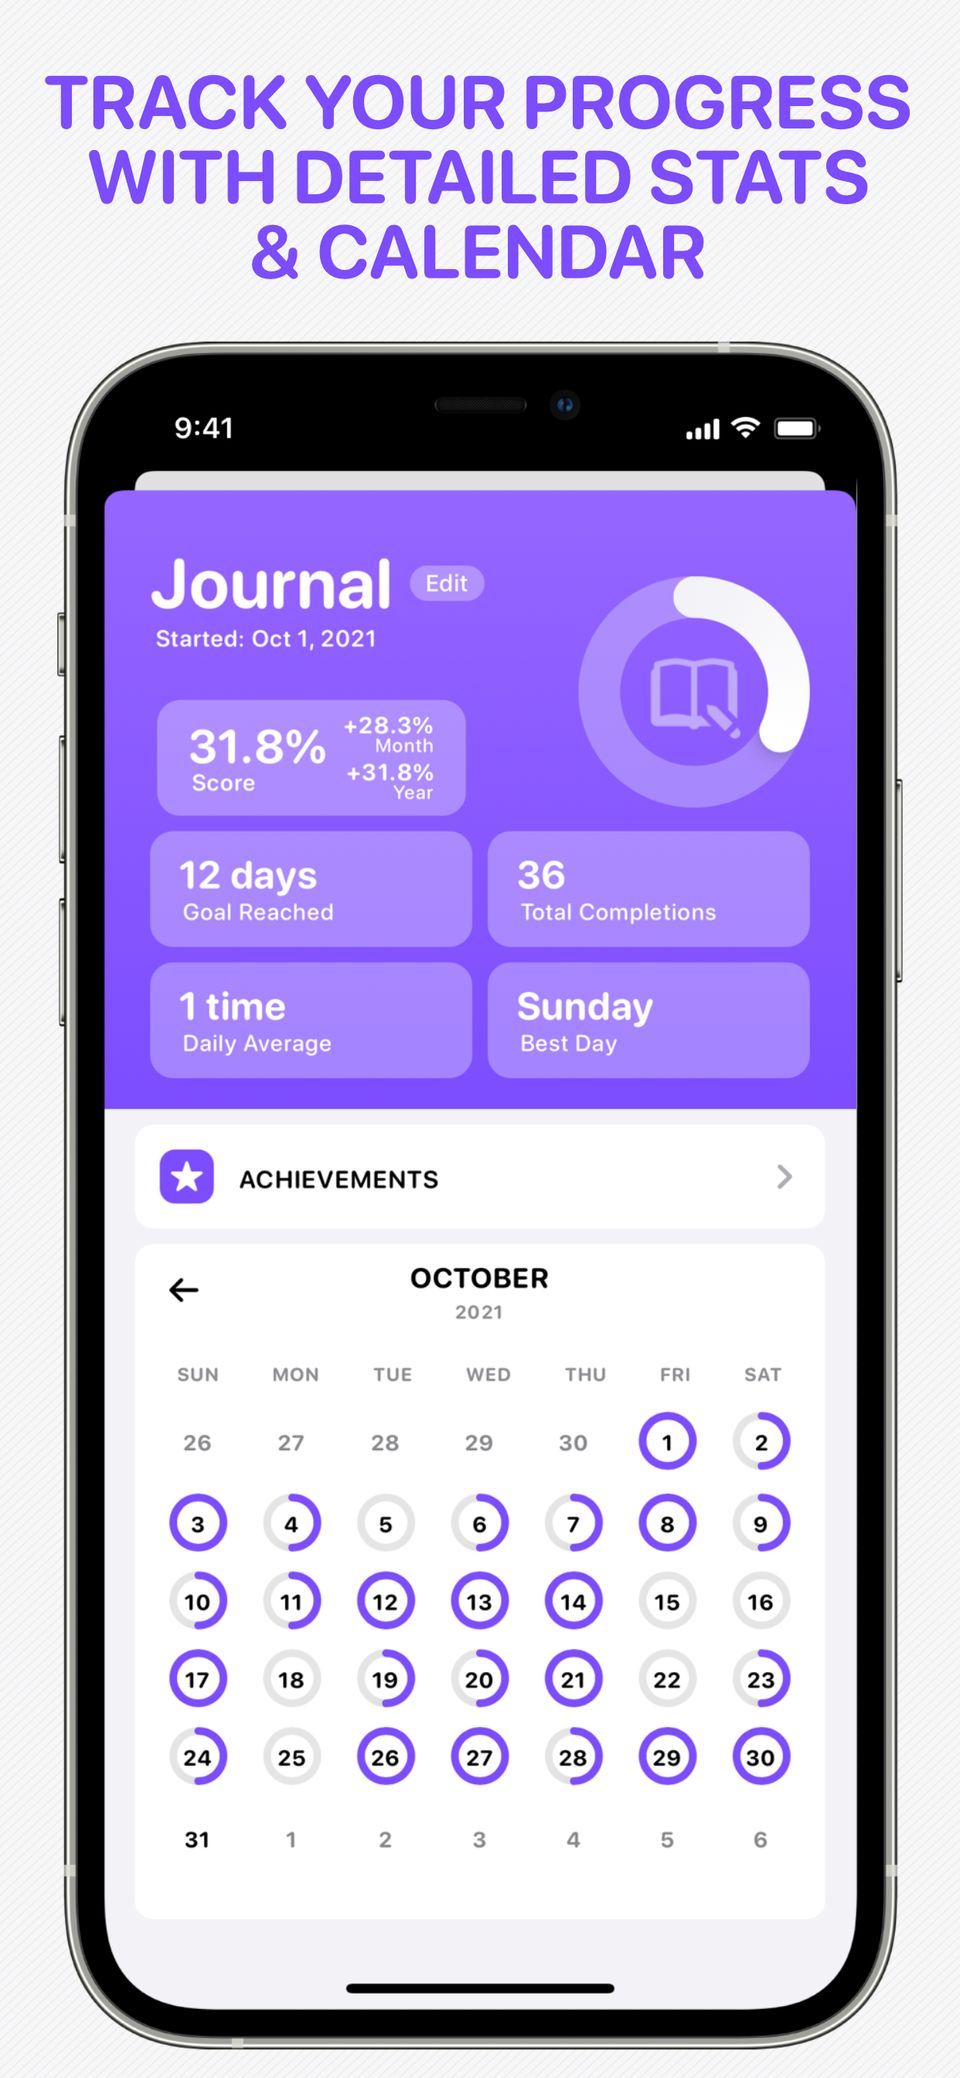 TRACK YOUR PROGRESS
WITH DETAILED STATS
& CALENDAR
9:41
Journal Edit
Started: Oct 1, 2021
31.8%
Score
+28.3%
Month
+31.8%
Year
12 days
Goal Reached
36
Total Completions
1 time
Daily Average
Sunday
Best Day
ACHIEVEMENTS
OCTOBER
2021
SUN MON TUE WED THU FRI SAT
26 27 28 29 30 1 2
3 4 5 6 7 8 9
10 11 12 13 14 15 16
17 18 19 20 21 22 23
24 25 26 27 28 29 30
31 1 2 3 4 5 6